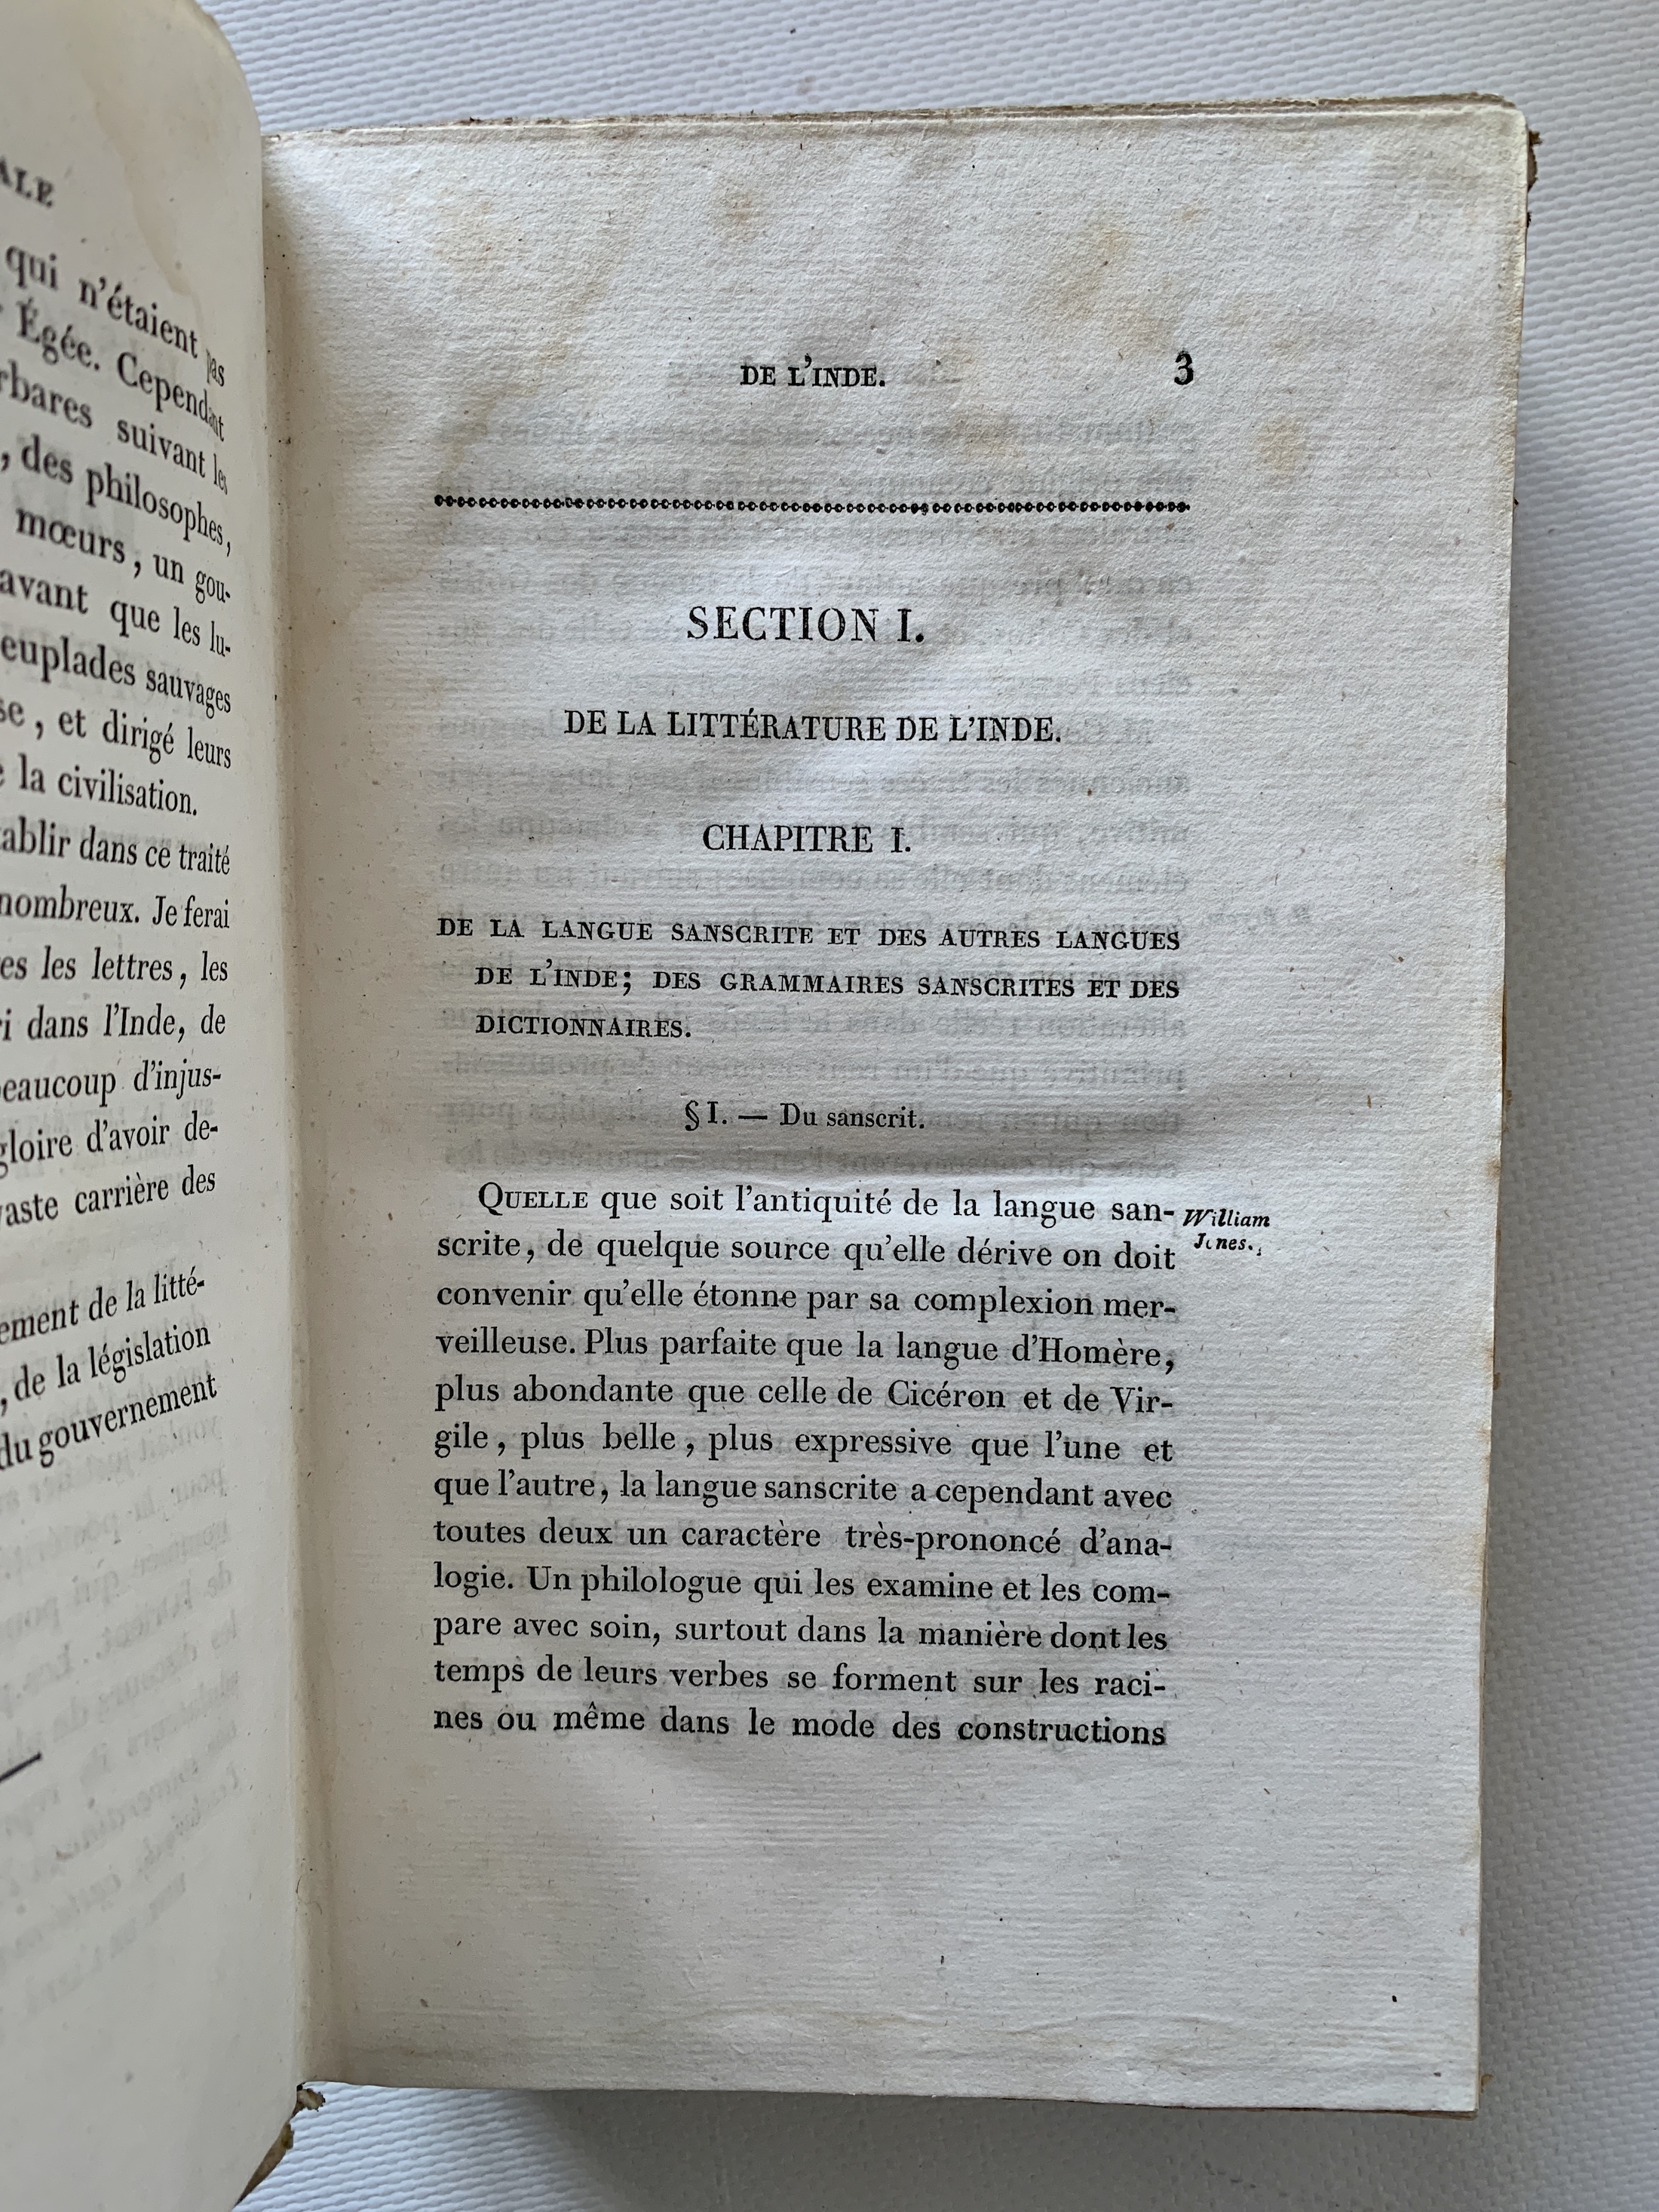 ALE
qui n'étaient pas
Égée. Cependant
rbares suivant les
, des philosophes,
mœurs, un gou-
avant que les lu-
euplades sauvages
se, et dirigé leurs
la civilisation.
tablir dans ce traité
nombreux. Je ferai
es les lettres, les
ri dans l'Inde, de
beaucoup d'injus-
gloire d'avoir de-
vaste carrière des
ement de la litté-
, de la législation
du gouvernement
DE L'INDE. 3
SECTION I.
DE LA LITTÉRATURE DE L'INDE.
CHAPITRE I.
DE LA LANGUE SANSCRITE ET DES AUTRES LANGUES
DE L'INDE; DES GRAMMAIRES SANSCRITES ET DES
DICTIONNAIRES.
§ I. — Du sanscrit.
QUELLE que soit l'antiquité de la langue san-
scrite, de quelque source qu'elle dérive on doit
convenir qu'elle étonne par sa complexion mer-
veilleuse. Plus parfaite que la langue d'Homère,
plus abondante que celle de Cicéron et de Vir-
gile, plus belle, plus expressive que l'une et
que l'autre, la langue sanscrite a cependant avec
toutes deux un caractère très-prononcé d'ana-
logie. Un philologue qui les examine et les com-
pare avec soin, surtout dans la manière dont les
temps de leurs verbes se forment sur les raci-
nes ou même dans le mode des constructions
William
Jones.